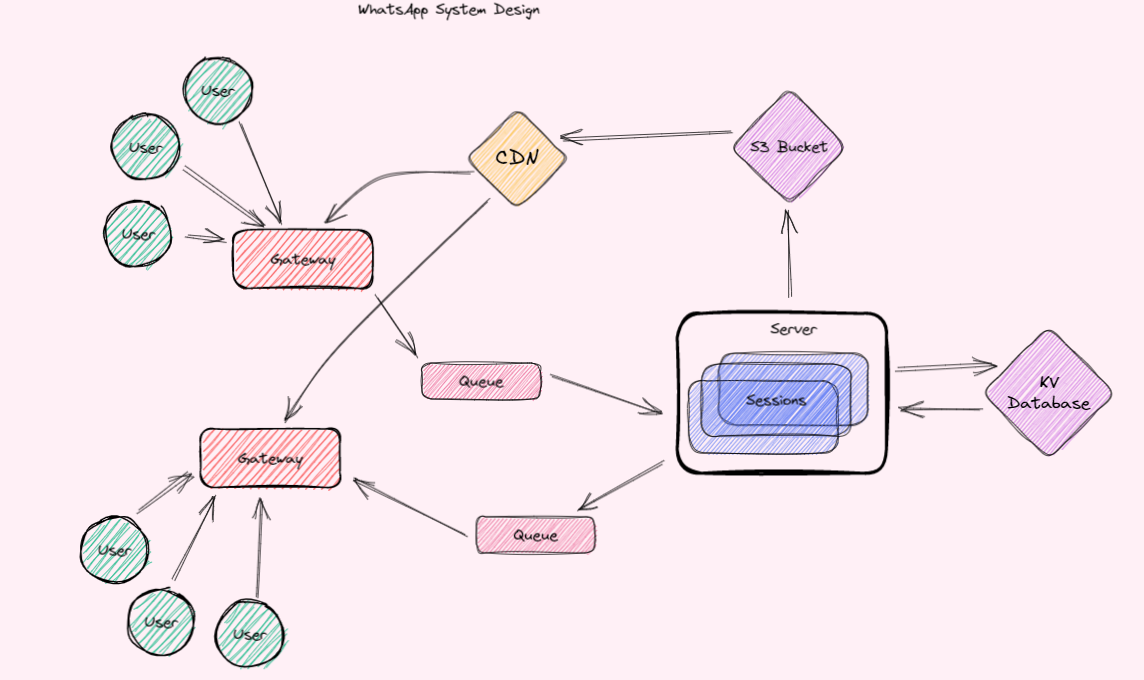 WhatsApp System Design
User
User
User
Gateway
CDN
S3 Bucket
Queue
Server
Sessions
KV
Database
Gateway
Queue
User
User
User